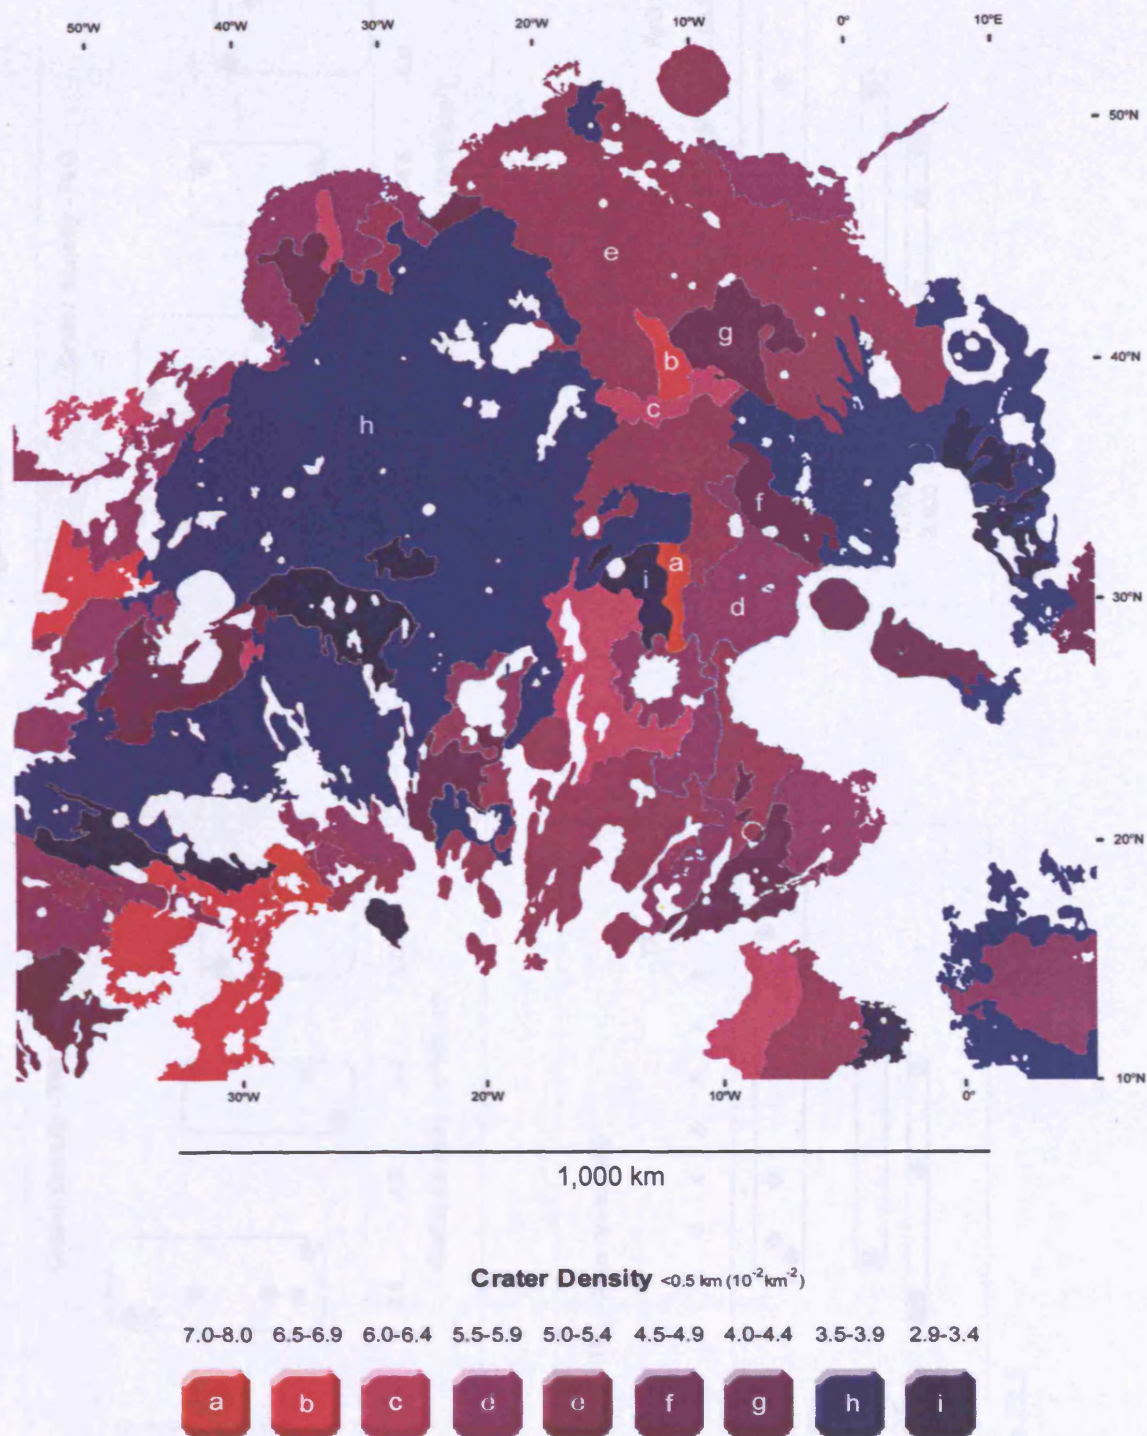 50°W 40°W 30°W 20°W 10°W 0° 10°E
50°N
e
g
40°N
b
c
h
f
a
i
30°N
d
20°N
10°N
30°W 20°W 10°W 0°
1,000 km
Crater Density <0.5 km (10⁻²km⁻²)
7.0-8.0 6.5-6.9 6.0-6.4 5.5-5.9 5.0-5.4 4.5-4.9 4.0-4.4 3.5-3.9 2.9-3.4
a b c d e f g h i